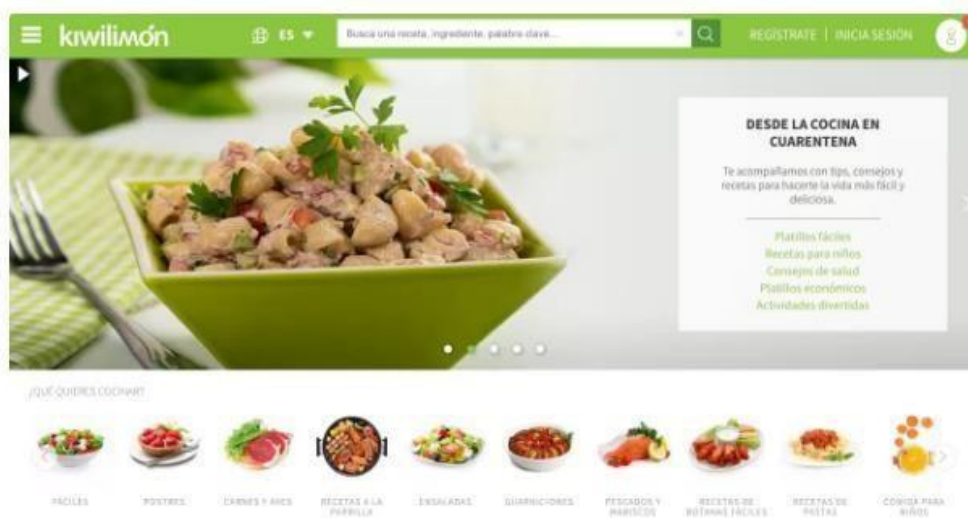 kiwilimón
ES
Busca una receta, ingrediente, palabra clave...
REGÍSTRATE | INICIA SESIÓN
DESDE LA COCINA EN
CUARENTENA
Te acompañamos con tips, consejos y
recetas para hacerte la vida más fácil y
deliciosa.
Platillos fáciles
Recetas para niños
Consejos de salud
Platillos económicos
Actividades divertidas
¿QUÉ QUIERES COCINAR?
FÁCILES
POSTRES
CARNES Y AVES
RECETAS A LA
PARRILLA
ENSALADAS
GUARNICIONES
PESCADOS Y
MARISCOS
RECETAS DE
BOTANAS FÁCILES
RECETAS DE
PASTAS
COMIDA PARA
NIÑOS